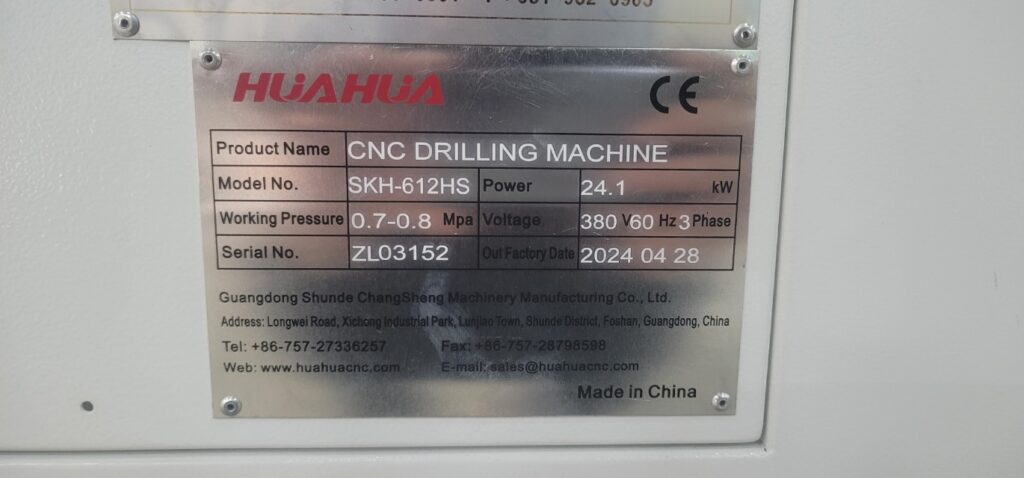 HUAHUA CE
Product Name CNC DRILLING MACHINE
Model No. SKH-612HS Power 24.1 kW
Working Pressure 0.7-0.8 Mpa Voltage 380 V60 Hz 3Phase
Serial No. ZL03152 Out Factory Date 2024 04 28
Guangdong Shunde ChangSheng Machinery Manufacturing Co., Ltd.
Address: Longwei Road, Xichong Industrial Park, Lunjiao Town, Shunde District, Foshan, Guangdong, China
Tel: +86-757-27336257 Fax: +86-757-28798598
Web: www.huahuacnc.com E-mail: sales@huahuacnc.com
Made in China